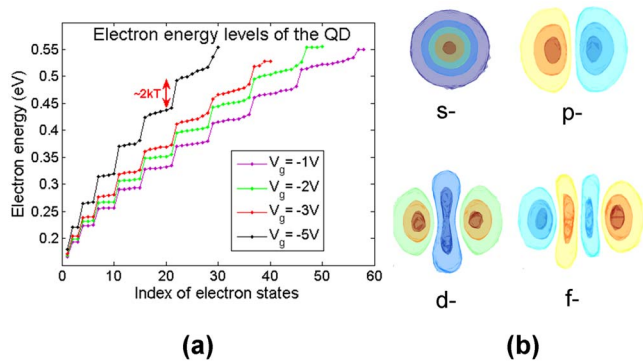 Electron energy levels of the QD
Electron energy (eV)
0.55
0.5
0.45
0.4
0.35
0.3
0.25
0.2
~2kT
V_g = -1V
V_g = -2V
V_g = -3V
V_g = -5V
0 10 20 30 40 50 60
Index of electron states
(a)
s- p-
d- f-
(b)